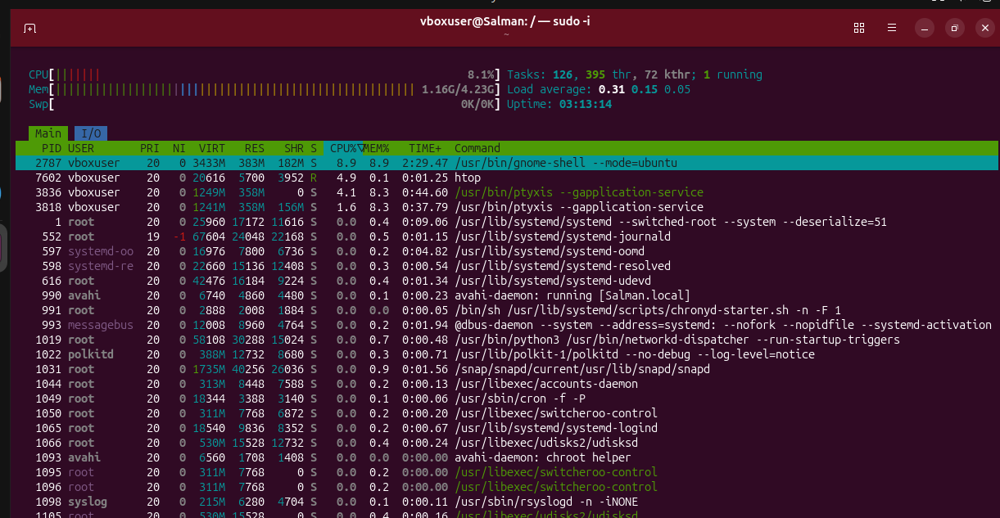 vboxuser@Salman: / — sudo -i
~
CPU[||||||| 8.1%] Tasks: 126, 395 thr, 72 kthr; 1 running
Mem[||||||||||||||||||||||||||||||||||||||||||||||||||||||| 1.16G/4.23G] Load average: 0.31 0.15 0.05
Swp[ 0K/0K] Uptime: 03:13:14
Main I/O
PID USER PRI NI VIRT RES SHR S CPU%▽MEM% TIME+ Command
2787 vboxuser 20 0 3433M 383M 182M S 8.9 8.9 2:29.47 /usr/bin/gnome-shell --mode=ubuntu
7602 vboxuser 20 0 20616 5700 3952 R 4.9 0.1 0:01.25 htop
3836 vboxuser 20 0 1249M 358M 0 S 4.1 8.3 0:44.60 /usr/bin/ptyxis --gapplication-service
3818 vboxuser 20 0 1241M 358M 156M S 1.6 8.3 0:37.79 /usr/bin/ptyxis --gapplication-service
1 root 20 0 25960 17172 11616 S 0.0 0.4 0:09.06 /usr/lib/systemd/systemd --switched-root --system --deserialize=51
552 root 19 -1 67604 24048 22168 S 0.0 0.5 0:01.15 /usr/lib/systemd/systemd-journald
597 systemd-oo 20 0 16976 7800 6736 S 0.0 0.2 0:04.82 /usr/lib/systemd/systemd-oomd
598 systemd-re 20 0 22660 15136 12408 S 0.0 0.3 0:00.54 /usr/lib/systemd/systemd-resolved
616 root 20 0 42476 16184 9224 S 0.0 0.4 0:01.34 /usr/lib/systemd/systemd-udevd
990 avahi 20 0 6740 4860 4480 S 0.0 0.1 0:00.23 avahi-daemon: running [Salman.local]
991 root 20 0 2888 2008 1884 S 0.0 0.0 0:00.05 /bin/sh /usr/lib/systemd/scripts/chronyd-starter.sh -n -F 1
993 messagebus 20 0 12008 8960 4764 S 0.0 0.2 0:01.94 @dbus-daemon --system --address=systemd: --nofork --nopidfile --systemd-activation
1019 root 20 0 58108 30288 15024 S 0.0 0.7 0:00.48 /usr/bin/python3 /usr/bin/networkd-dispatcher --run-startup-triggers
1022 polkitd 20 0 388M 12732 8680 S 0.0 0.3 0:00.71 /usr/lib/polkit-1/polkitd --no-debug --log-level=notice
1031 root 20 0 1735M 40256 26036 S 0.0 0.9 0:01.56 /snap/snapd/current/usr/lib/snapd/snapd
1044 root 20 0 313M 8448 7588 S 0.0 0.2 0:00.13 /usr/libexec/accounts-daemon
1049 root 20 0 18344 3388 3140 S 0.0 0.1 0:00.06 /usr/sbin/cron -f -P
1050 root 20 0 311M 7768 6872 S 0.0 0.2 0:00.20 /usr/libexec/switcheroo-control
1065 root 20 0 18540 9836 8352 S 0.0 0.2 0:00.67 /usr/lib/systemd/systemd-logind
1066 root 20 0 530M 15528 12732 S 0.0 0.4 0:00.24 /usr/libexec/udisks2/udisksd
1093 avahi 20 0 6560 1708 1408 S 0.0 0.0 0:00.00 avahi-daemon: chroot helper
1095 root 20 0 311M 7768 0 S 0.0 0.2 0:00.00 /usr/libexec/switcheroo-control
1096 root 20 0 311M 7768 0 S 0.0 0.2 0:00.00 /usr/libexec/switcheroo-control
1098 syslog 20 0 215M 6280 4704 S 0.0 0.1 0:00.11 /usr/sbin/rsyslogd -n -iNONE
1105 root 20 0 530M 15528 0 S 0.0 0.4 0:00.16 /usr/libexec/udisks2/udisksd